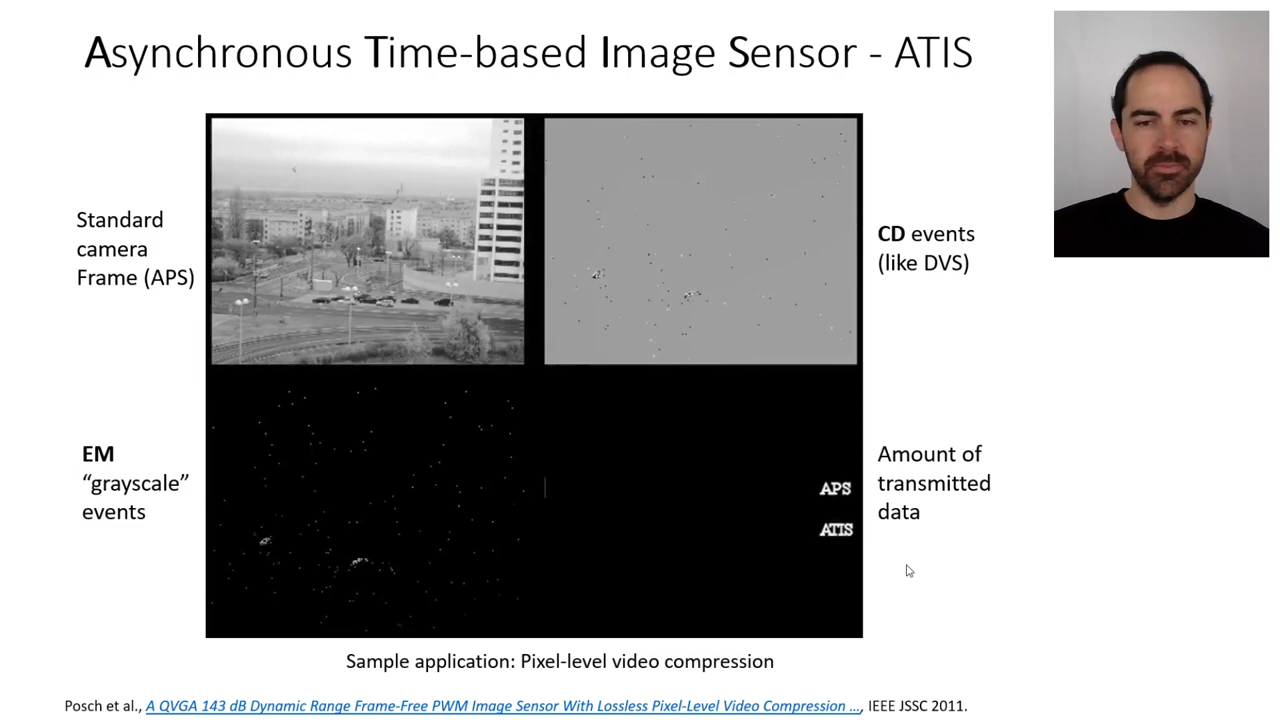 Asynchronous Time-based Image Sensor - ATIS
Standard
camera
Frame (APS)
CD events
(like DVS)
EM
“grayscale”
events
APS
ATIS
Amount of
transmitted
data
Sample application: Pixel-level video compression
Posch et al., A QVGA 143 dB Dynamic Range Frame-Free PWM Image Sensor With Lossless Pixel-Level Video Compression ..., IEEE JSSC 2011.